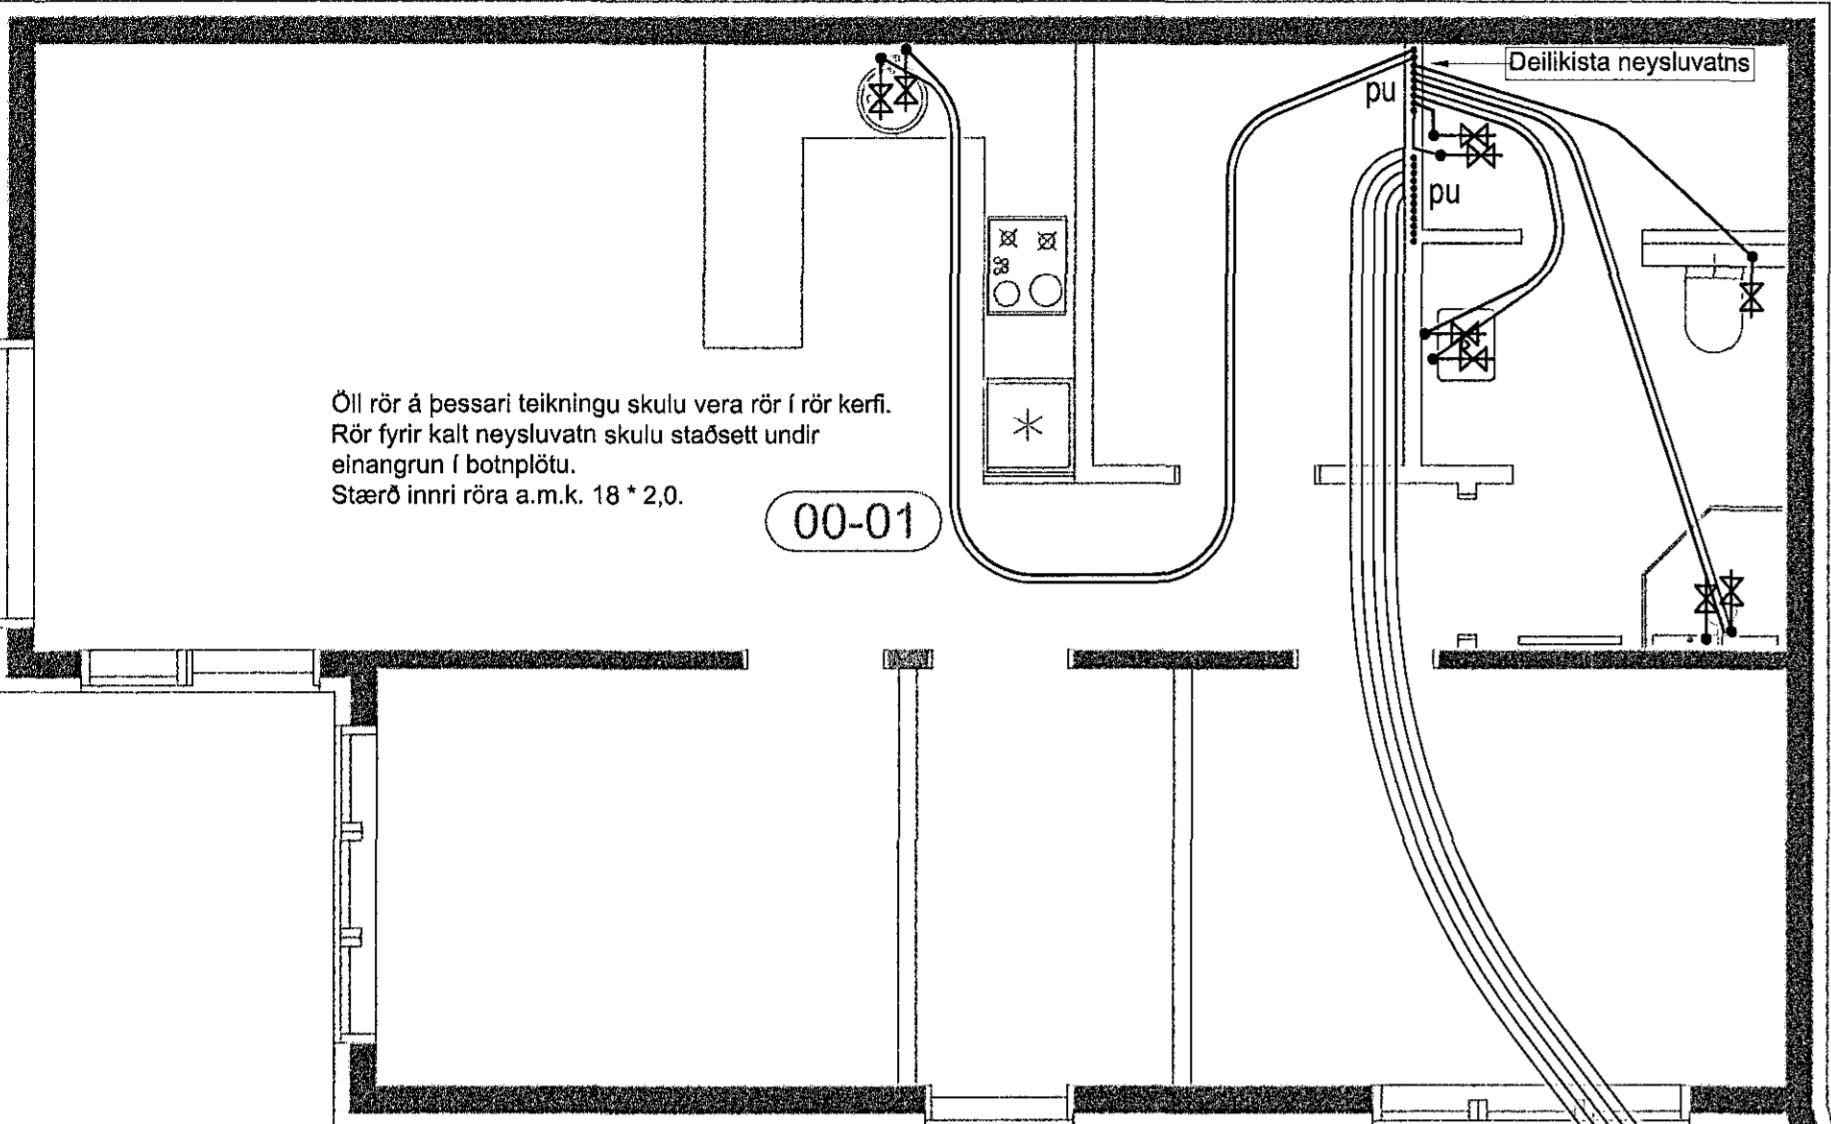 Deilikista neysluvatns
pu
pu
Öll rör á þessari teikningu skulu vera rör í rör kerfi.
Rör fyrir kalt neysluvatn skulu staðsett undir
einangrun í botnplötu.
Stærð innri röra a.m.k. 18 * 2,0.
00-01